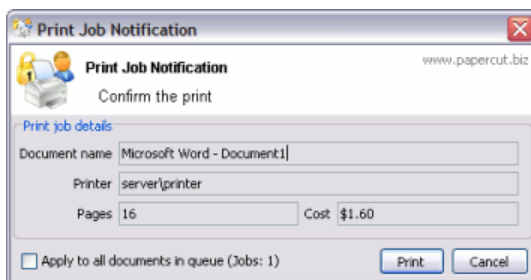 Print Job Notification
www.papercut.biz
Print Job Notification
Confirm the print
Print job details
Document name Microsoft Word - Document1
Printer server\printer
Pages 16 Cost $1.60
Apply to all documents in queue (Jobs: 1) Print Cancel